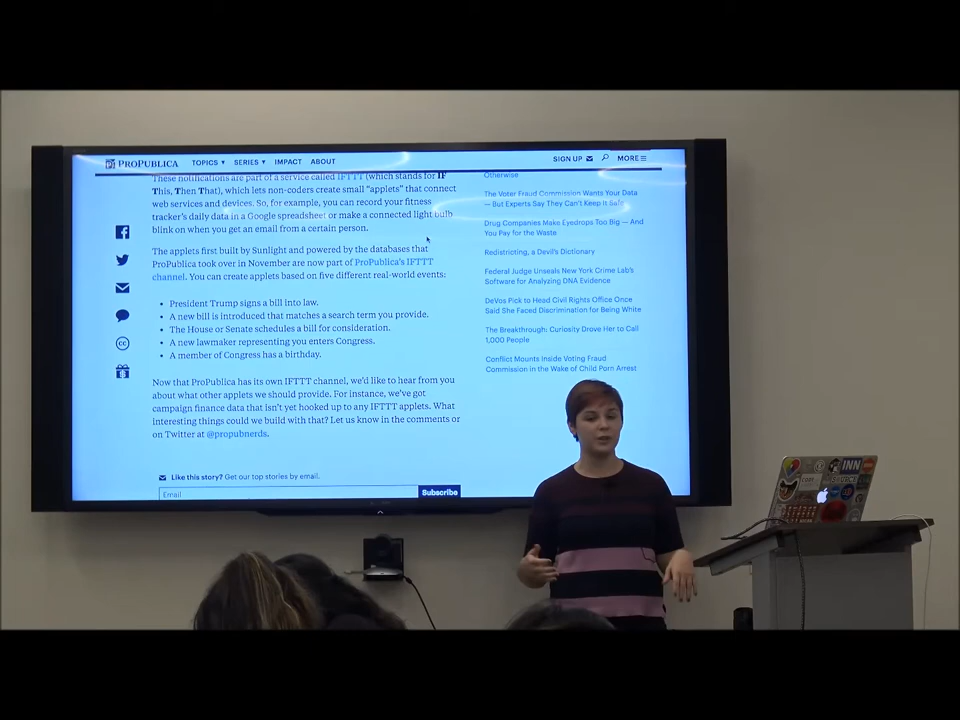 PROPUBLICA TOPICS ▾ SERIES ▾ IMPACT ABOUT SIGN UP MORE
These notifications are part of a service called IFTTT (which stands for IF
This, Then That), which lets non-coders create small “applets” that connect
web services and devices. So, for example, you can record your fitness
tracker’s daily data in a Google spreadsheet or make a connected light bulb
blink on when you get an email from a certain person.
The applets first built by Sunlight and powered by the databases that
ProPublica took over in November are now part of ProPublica’s IFTTT
channel. You can create applets based on five different real-world events:
• President Trump signs a bill into law.
• A new bill is introduced that matches a search term you provide.
• The House or Senate schedules a bill for consideration.
• A new lawmaker representing you enters Congress.
• A member of Congress has a birthday.
Now that ProPublica has its own IFTTT channel, we’d like to hear from you
about what other applets we should provide. For instance, we’ve got
campaign finance data that isn’t yet hooked up to any IFTTT applets. What
interesting things could we build with that? Let us know in the comments or
on Twitter at @propubnerds.
Like this story? Get our top stories by email.
Email Subscribe
Otherwise
The Voter Fraud Commission Wants Your Data
— But Experts Say They Can’t Keep It Safe
Drug Companies Make Eyedrops Too Big — And
You Pay for the Waste
Redistricting, a Devil’s Dictionary
Federal Judge Unseals New York Crime Lab’s
Software for Analyzing DNA Evidence
DeVos Pick to Head Civil Rights Office Once
Said She Faced Discrimination for Being White
The Breakthrough: Curiosity Drove Her to Call
1,000 People
Conflict Mounts Inside Voting Fraud
Commission in the Wake of Child Porn Arrest
cc
INN